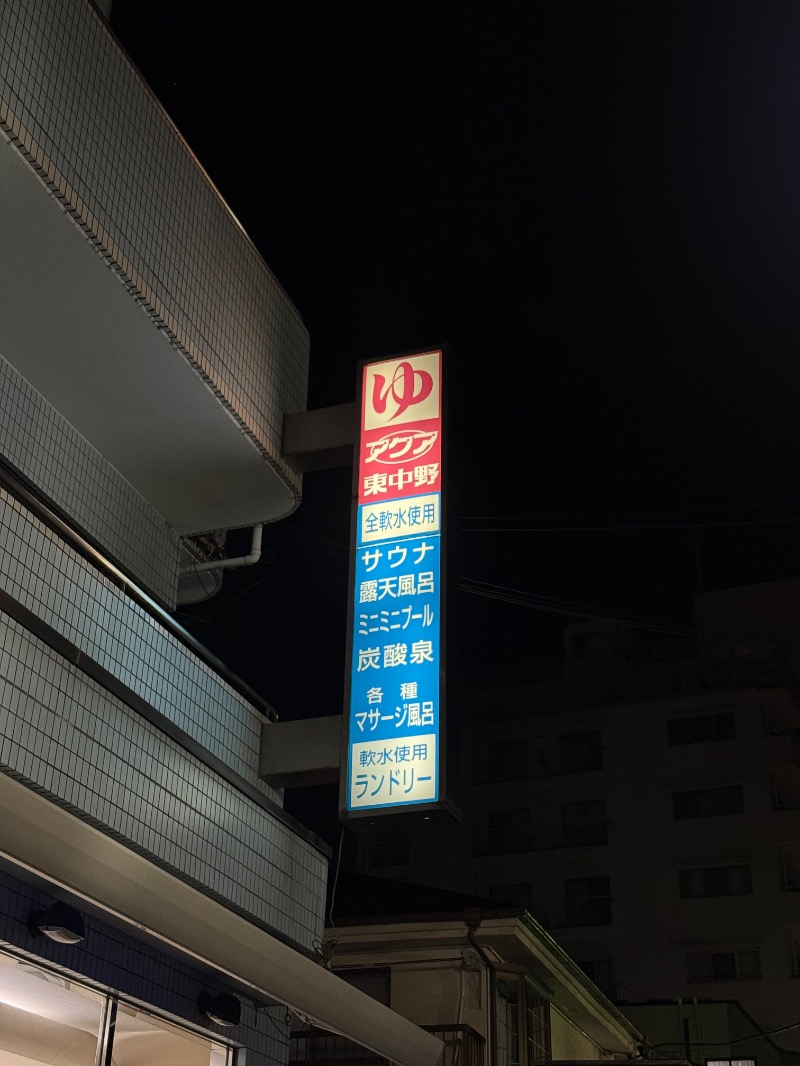 ゆ
アクア
東中野
全軟水使用
サウナ
露天風呂
ミニミニプール
炭酸泉
各種
マサージ風呂
軟水使用
ランドリー